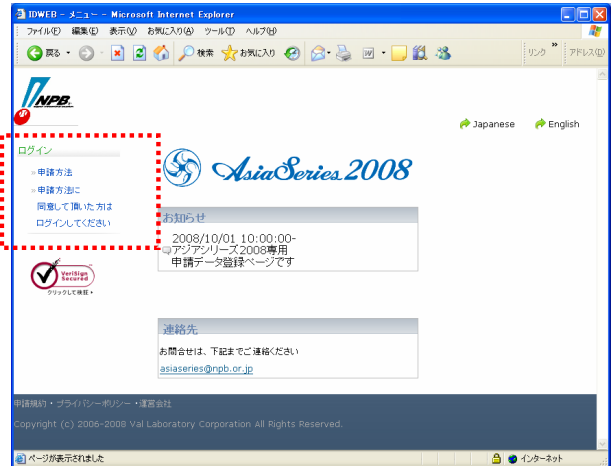 IDWEB - メニュー - Microsoft Internet Explorer
ファイル(F) 編集(E) 表示(V) お気に入り(A) ツール(T) ヘルプ(H)
戻る 検索 お気に入り リンク » アドレス(D)
NPB.
Japanese English
ログイン
»申請方法
»申請方法に
同意して頂いた方は
ログインしてください
AsiaSeries 2008
お知らせ
2008/10/01 10:00:00-
アジアシリーズ2008専用
申請データ登録ページです
VeriSign
Secured
クリックして検証
連絡先
お問合せは、下記までご連絡ください
asiaseries@npb.or.jp
申請規約・プライバシーポリシー・運営会社
Copyright (c) 2006-2008 Val Laboratory Corporation All Rights Reserved.
ページが表示されました インターネット